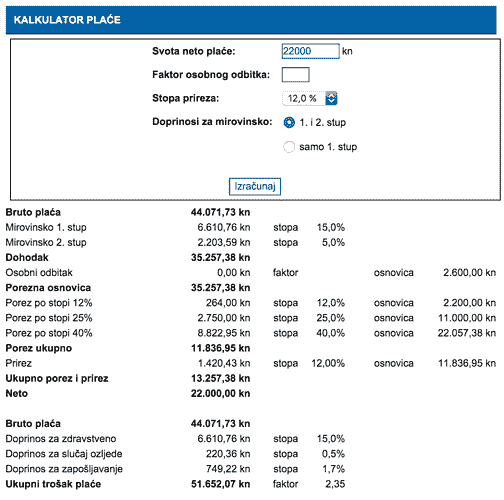 KALKULATOR PLAĆE
Svota neto plaće: 22000 kn
Faktor osobnog odbitka:
Stopa prireza: 12,0 %
Doprinosi za mirovinsko: 1. i 2. stup
samo 1. stup
Izračunaj
Bruto plaća 44.071,73 kn
Mirovinsko 1. stup 6.610,76 kn stopa 15,0%
Mirovinsko 2. stup 2.203,59 kn stopa 5,0%
Dohodak 35.257,38 kn
Osobni odbitak 0,00 kn faktor osnovica 2.600,00 kn
Porezna osnovica 35.257,38 kn
Porez po stopi 12% 264,00 kn stopa 12,0% osnovica 2.200,00 kn
Porez po stopi 25% 2.750,00 kn stopa 25,0% osnovica 11.000,00 kn
Porez po stopi 40% 8.822,95 kn stopa 40,0% osnovica 22.057,38 kn
Porez ukupno 11.836,95 kn
Prirez 1.420,43 kn stopa 12,00% osnovica 11.836,95 kn
Ukupno porez i prirez 13.257,38 kn
Neto 22.000,00 kn
Bruto plaća 44.071,73 kn
Doprinos za zdravstveno 6.610,76 kn stopa 15,0%
Doprinos za slučaj ozljede 220,36 kn stopa 0,5%
Doprinos za zapošljavanje 749,22 kn stopa 1,7%
Ukupni trošak plaće 51.652,07 kn faktor 2,35